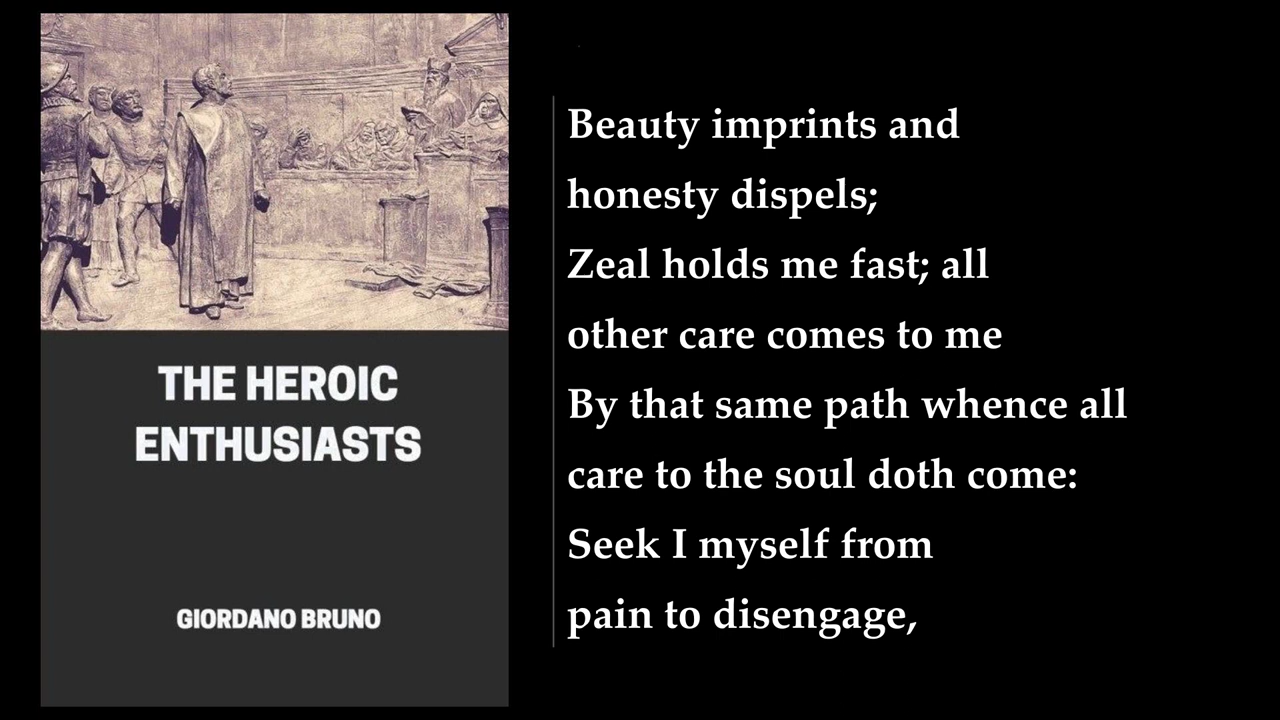 THE HEROIC
ENTHUSIASTS
GIORDANO BRUNO
Beauty imprints and
honesty dispels;
Zeal holds me fast; all
other care comes to me
By that same path whence all
care to the soul doth come:
Seek I myself from
pain to disengage,